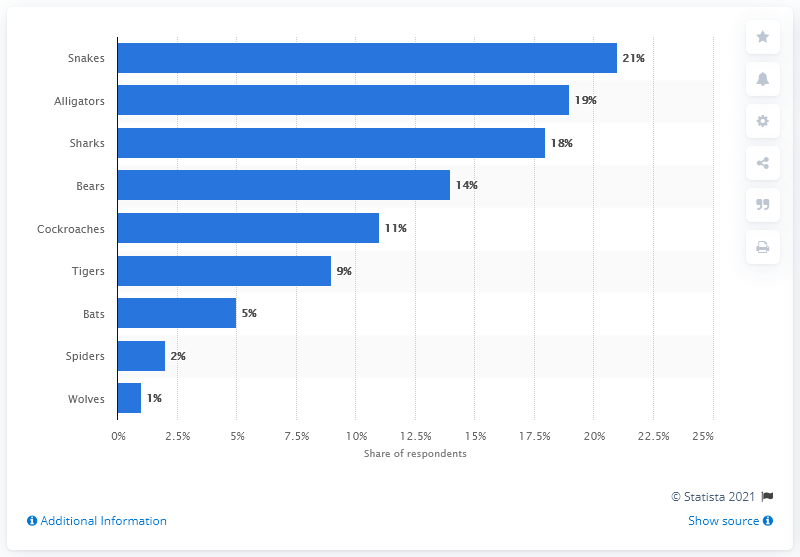 Snakes 21%
Alligators 19%
Sharks 18%
Bears 14%
Cockroaches 11%
Tigers 9%
Bats 5%
Spiders 2%
Wolves 1%
0% 2.5% 5% 7.5% 10% 12.5% 15% 17.5% 20% 22.5% 25%
Share of respondents
© Statista 2021
Additional Information Show source